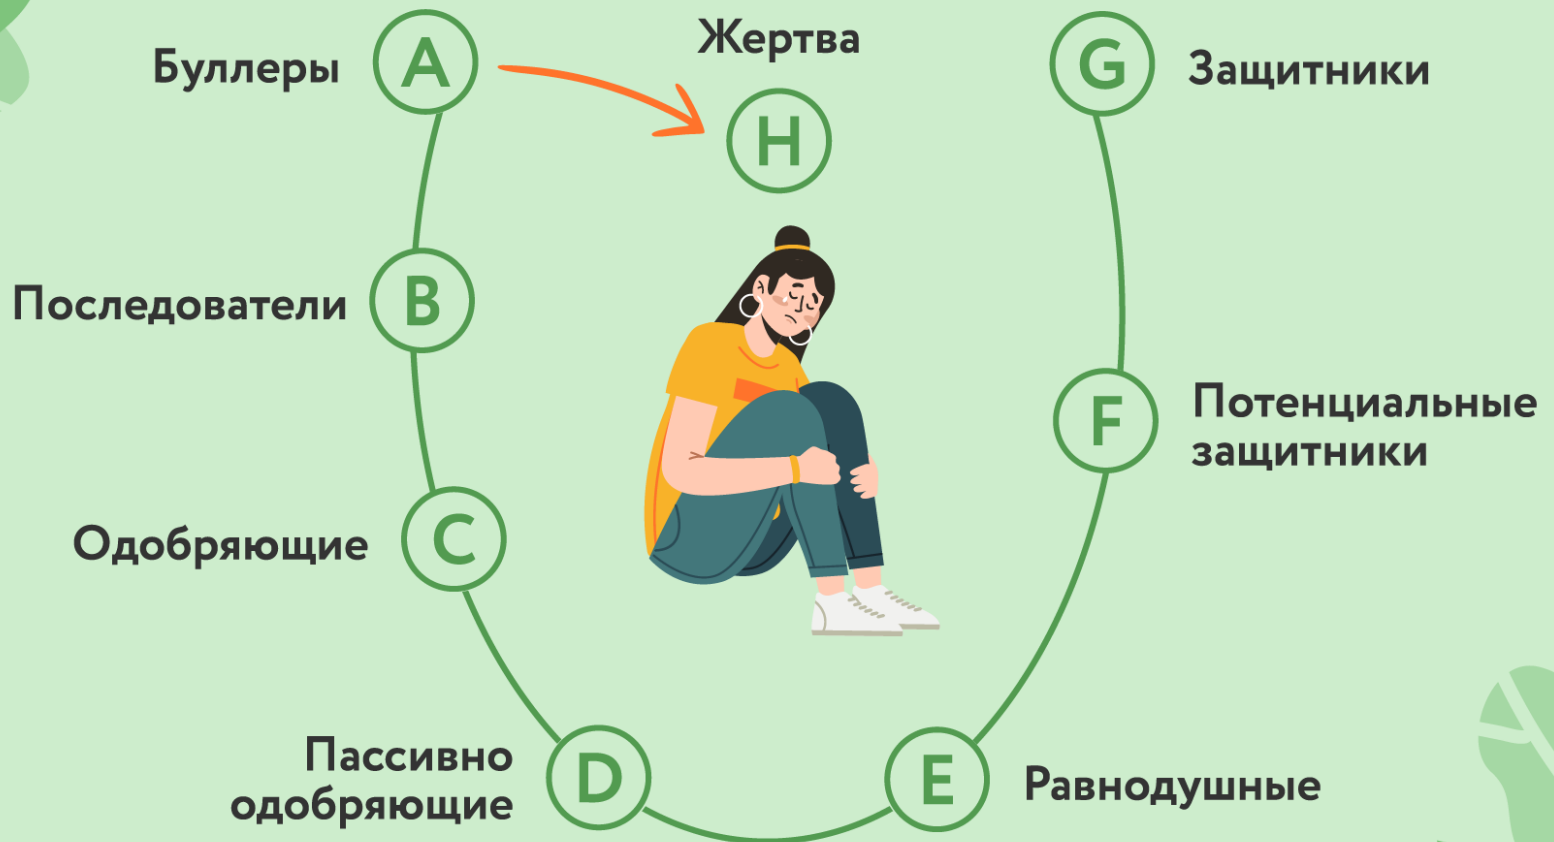 Жертва
Буллеры
A
H
G
Защитники
Последователи
B
F
Потенциальные
защитники
Одобряющие
C
Пассивно
одобряющие
D
E
Равнодушные